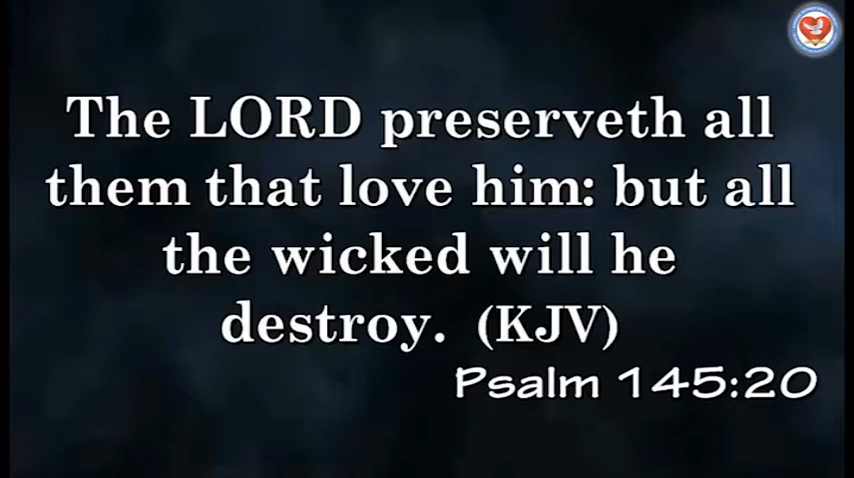 The LORD preserveth all
them that love him: but all
the wicked will he
destroy. (KJV)
Psalm 145:20